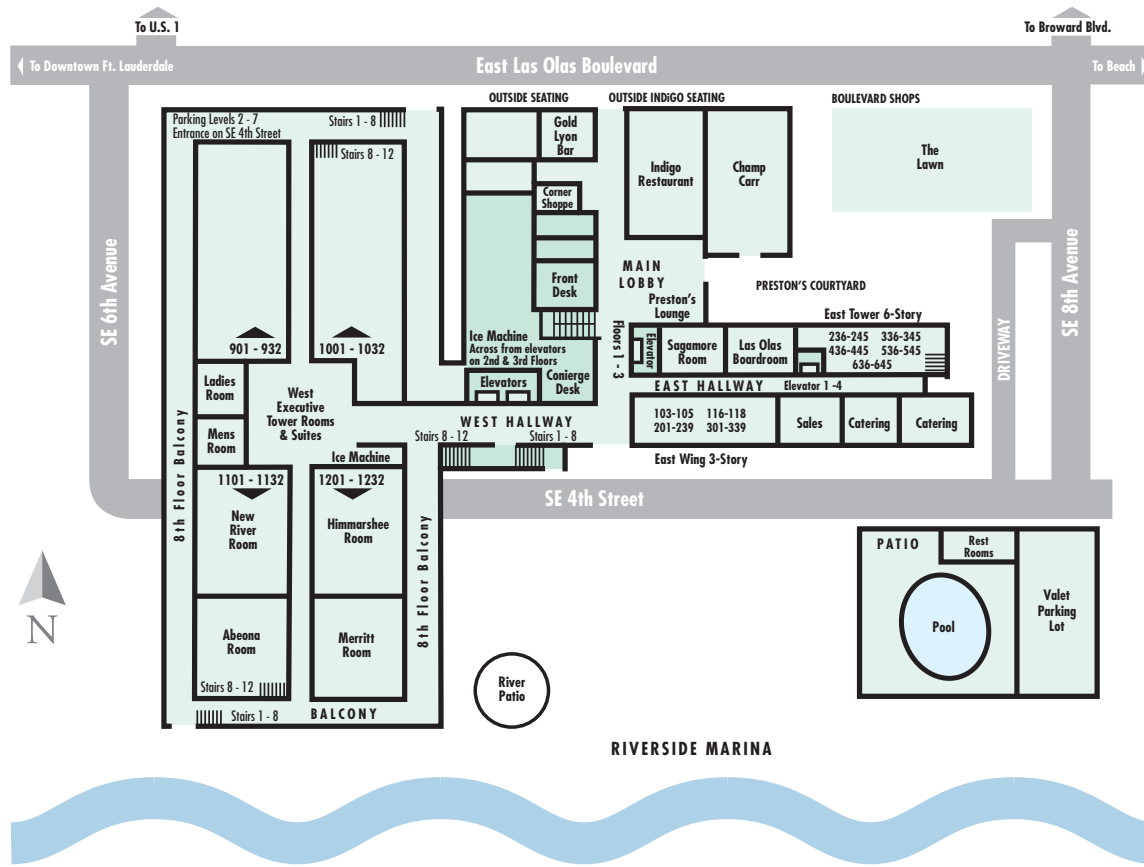 To U.S. 1
To Broward Blvd.
To Downtown Ft. Lauderdale
East Las Olas Boulevard
To Beach
OUTSIDE SEATING
OUTSIDE INDiGO SEATING
BOULEVARD SHOPS
Parking Levels 2 - 7
Entrance on SE 4th Street
Stairs 1 - 8
Stairs 8 - 12
Gold
Lyon
Bar
Indigo
Restaurant
Champ
Carr
The
Lawn
Corner
Shoppe
SE 6th Avenue
SE 8th Avenue
DRIVEWAY
Front
Desk
MAIN
LOBBY
Preston's
Lounge
PRESTON'S COURTYARD
East Tower 6-Story
901 - 932
1001 - 1032
Ice Machine
Across from elevators
on 2nd & 3rd Floors
Floors 1 - 3
Elevator
Sagamore
Room
Las Olas
Boardroom
236-245 336-345
436-445 536-545
636-645
Ladies
Room
West
Executive
Tower Rooms
& Suites
Elevators
Conierge
Desk
EAST HALLWAY
Elevator 1 -4
Mens
Room
WEST HALLWAY
Stairs 8 - 12
Stairs 1 - 8
103-105 116-118
201-239 301-339
Sales
Catering
Catering
Ice Machine
East Wing 3-Story
1101 - 1132
1201 - 1232
SE 4th Street
8th Floor Balcony
New
River
Room
Himmarshee
Room
8th Floor Balcony
PATIO
Rest
Rooms
Valet
Parking
Lot
Pool
N
Abeona
Room
Merritt
Room
River
Patio
Stairs 8 - 12
Stairs 1 - 8
BALCONY
RIVERSIDE MARINA